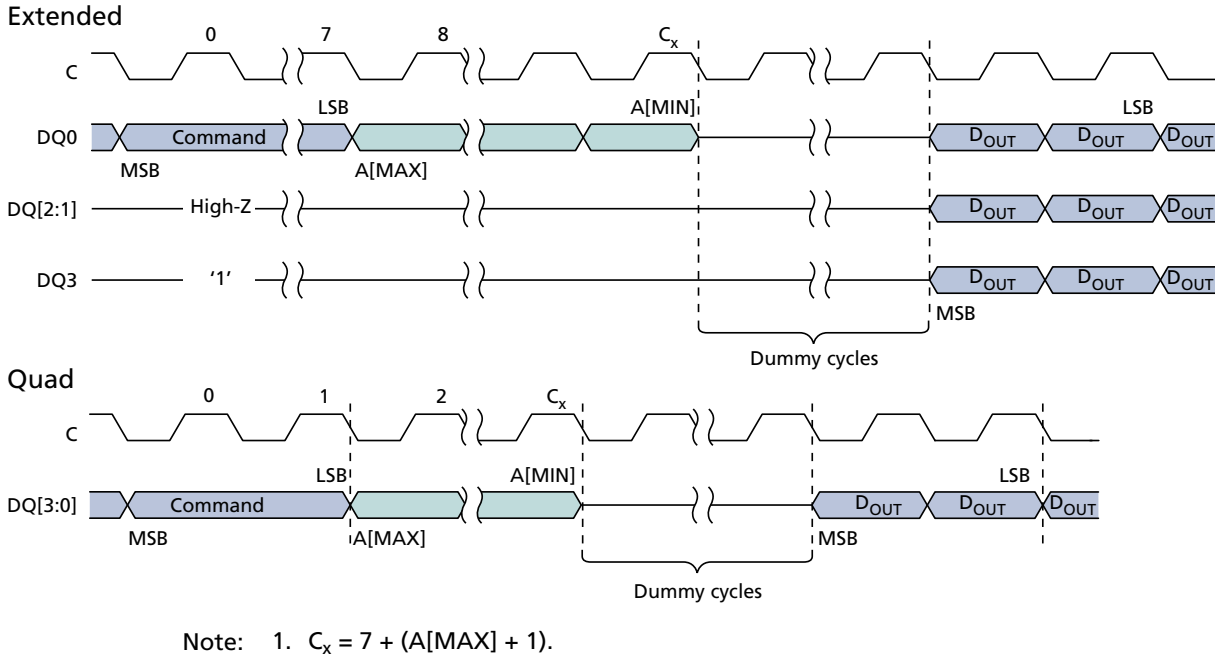 Extended
0 7 8 Cx
C
LSB A[MIN] LSB
DQ0 Command DOUT DOUT DOUT
MSB A[MAX]
DQ[2:1] High-Z DOUT DOUT DOUT
DQ3 '1' DOUT DOUT DOUT
MSB
Dummy cycles
Quad
0 1 2 Cx
C
LSB A[MIN] LSB
DQ[3:0] Command DOUT DOUT DOUT
MSB A[MAX] MSB
Dummy cycles
Note: 1. Cx = 7 + (A[MAX] + 1).